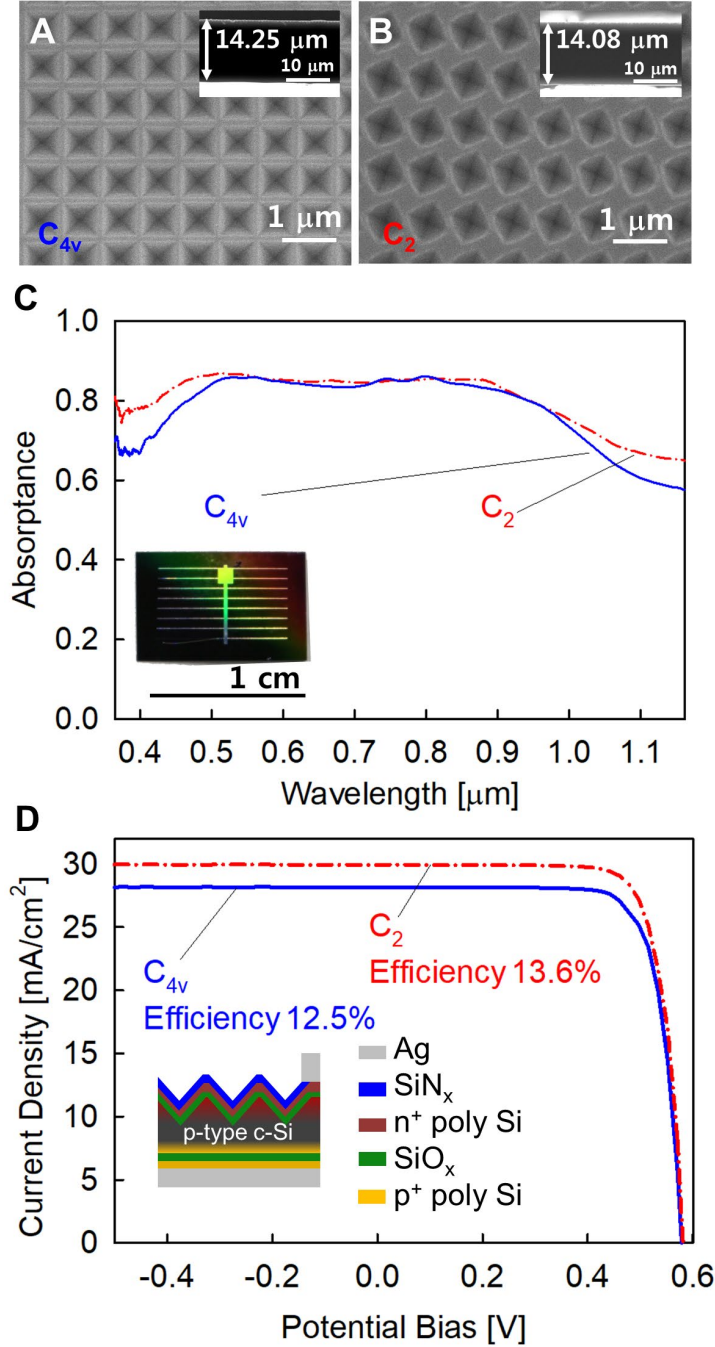 A
14.25 μm
10 μm
1 μm
C4v
B
14.08 μm
10 μm
1 μm
C2
C
1.0
0.8
0.6
0.4
0.2
0.0
Absorptance
C4v
C2
1 cm
0.4 0.5 0.6 0.7 0.8 0.9 1.0 1.1
Wavelength [μm]
D
30
25
20
15
10
5
0
Current Density [mA/cm²]
C2
Efficiency 13.6%
C4v
Efficiency 12.5%
Ag
SiNx
n⁺ poly Si
SiOx
p⁺ poly Si
p-type c-Si
-0.4 -0.2 0.0 0.2 0.4 0.6
Potential Bias [V]